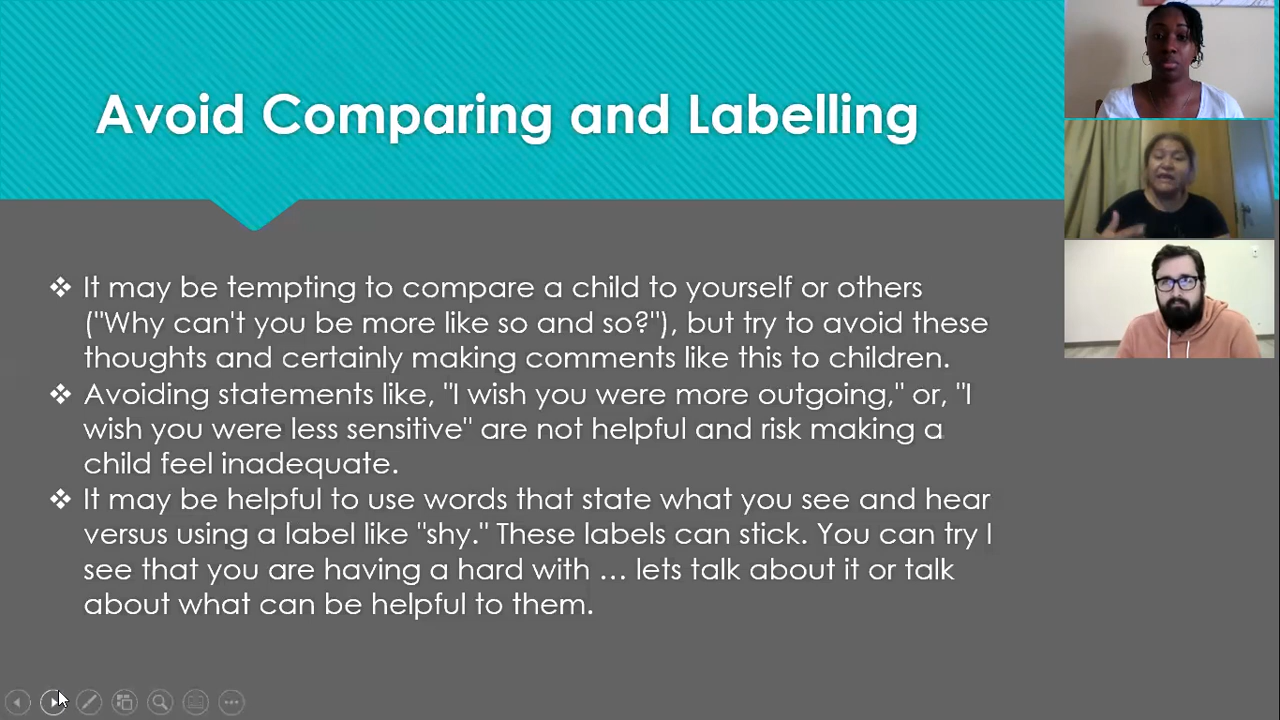 Avoid Comparing and Labelling
❖ It may be tempting to compare a child to yourself or others
("Why can't you be more like so and so?"), but try to avoid these
thoughts and certainly making comments like this to children.
❖ Avoiding statements like, "I wish you were more outgoing," or, "I
wish you were less sensitive" are not helpful and risk making a
child feel inadequate.
❖ It may be helpful to use words that state what you see and hear
versus using a label like "shy." These labels can stick. You can try I
see that you are having a hard with … lets talk about it or talk
about what can be helpful to them.